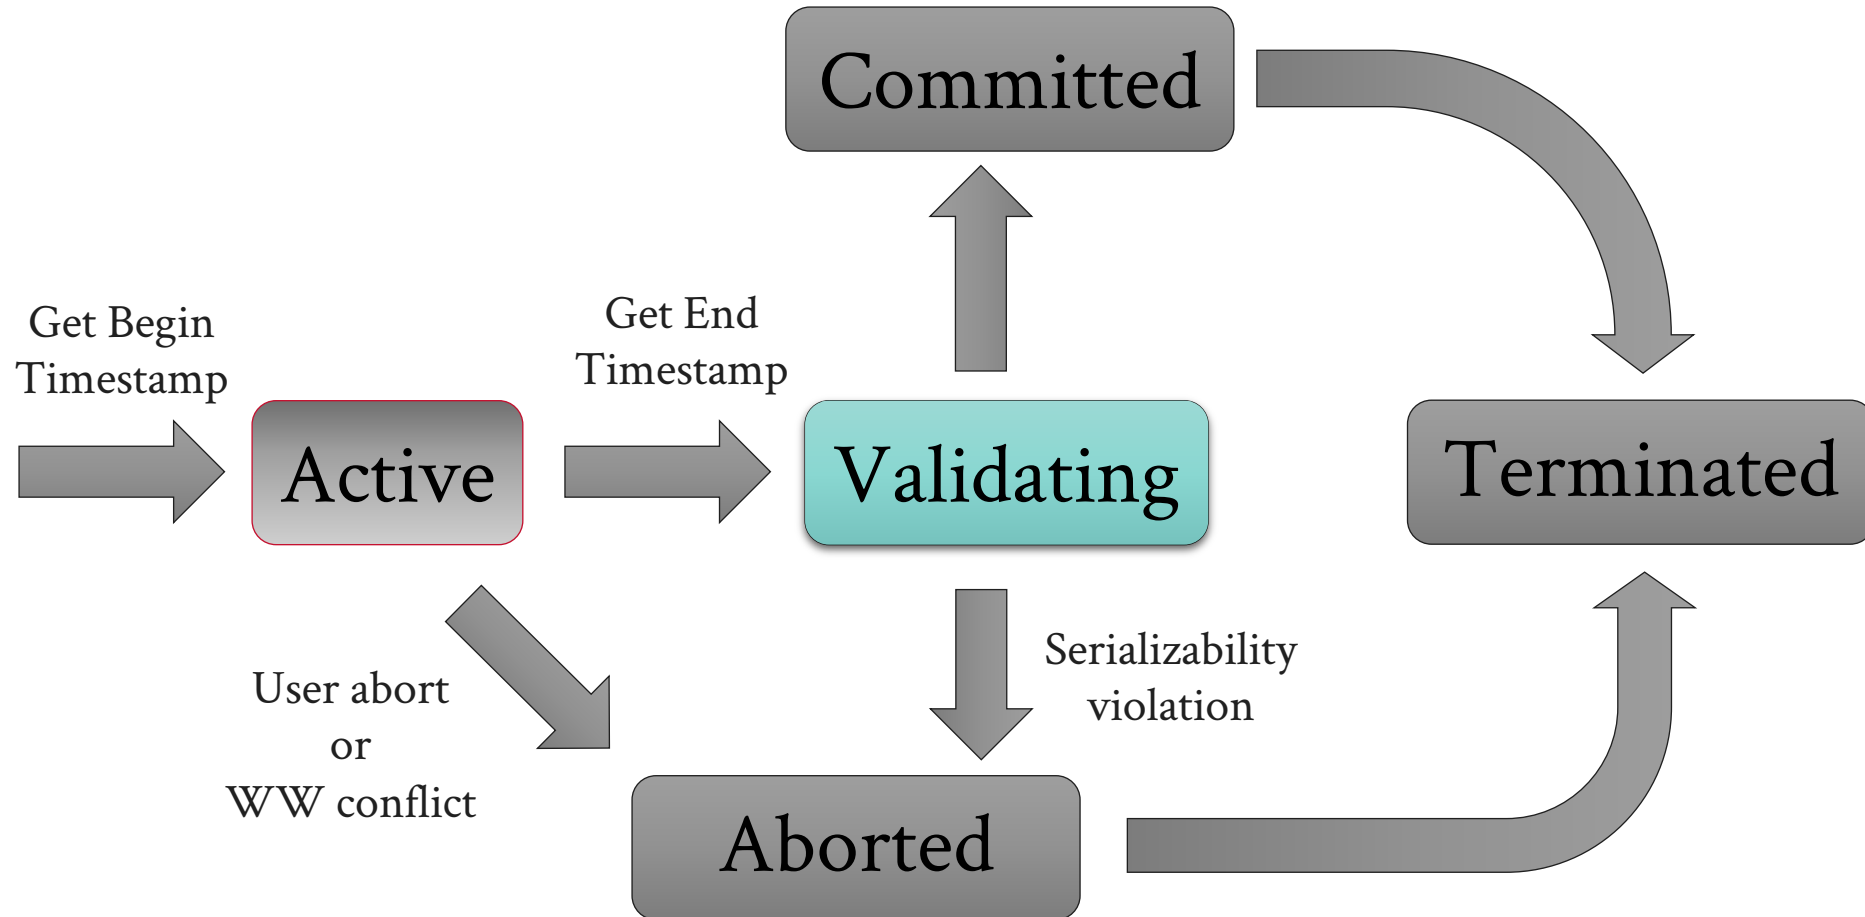 Committed
Get Begin
Timestamp
Get End
Timestamp
Active
Validating
Terminated
User abort
or
WW conflict
Serializability
violation
Aborted